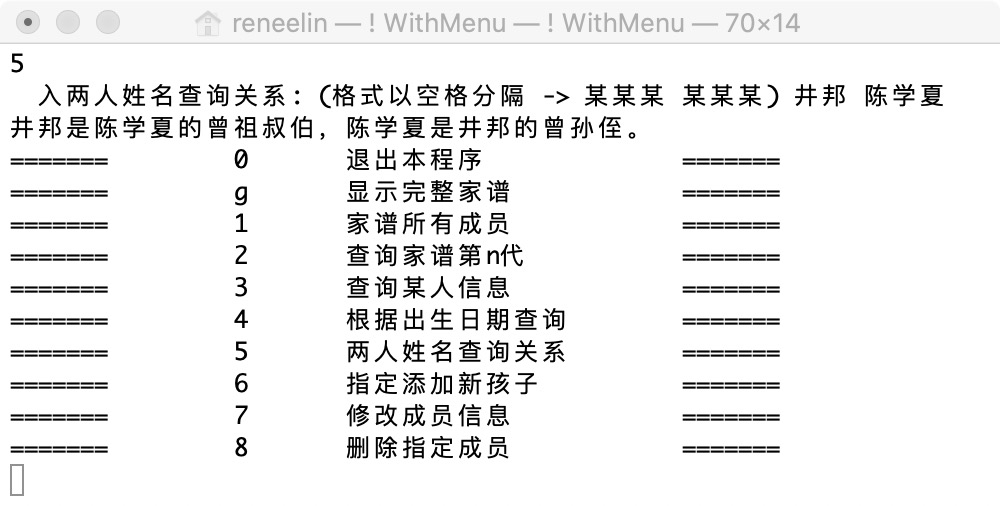 reneelin — ! WithMenu — ! WithMenu — 70×14
5
入两人姓名查询关系：(格式以空格分隔 -> 某某某 某某某) 井邦 陈学夏
井邦是陈学夏的曾祖叔伯，陈学夏是井邦的曾孙侄。
======= 0 退出本程序 =======
======= g 显示完整家谱 =======
======= 1 家谱所有成员 =======
======= 2 查询家谱第n代 =======
======= 3 查询某人信息 =======
======= 4 根据出生日期查询 =======
======= 5 两人姓名查询关系 =======
======= 6 指定添加新孩子 =======
======= 7 修改成员信息 =======
======= 8 删除指定成员 =======